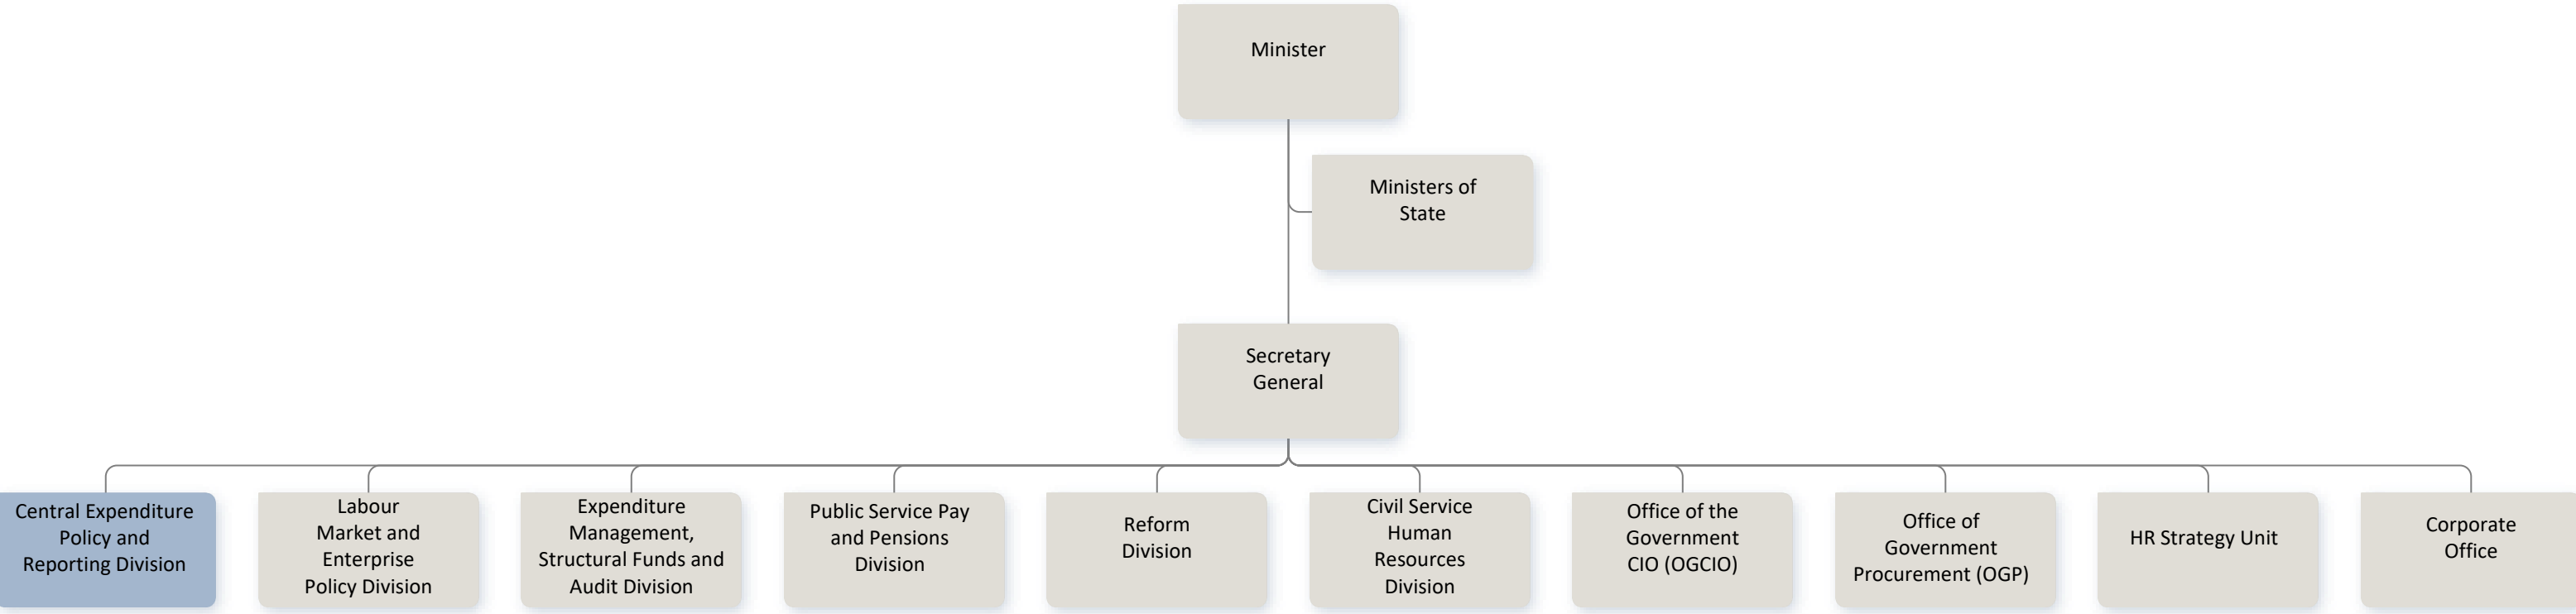 Minister
Ministers of
State
Secretary
General
Central Expenditure
Policy and
Reporting Division
Labour
Market and
Enterprise
Policy Division
Expenditure
Management,
Structural Funds and
Audit Division
Public Service Pay
and Pensions
Division
Reform
Division
Civil Service
Human
Resources
Division
Office of the
Government
CIO (OGCIO)
Office of
Government
Procurement (OGP)
HR Strategy Unit
Corporate
Office